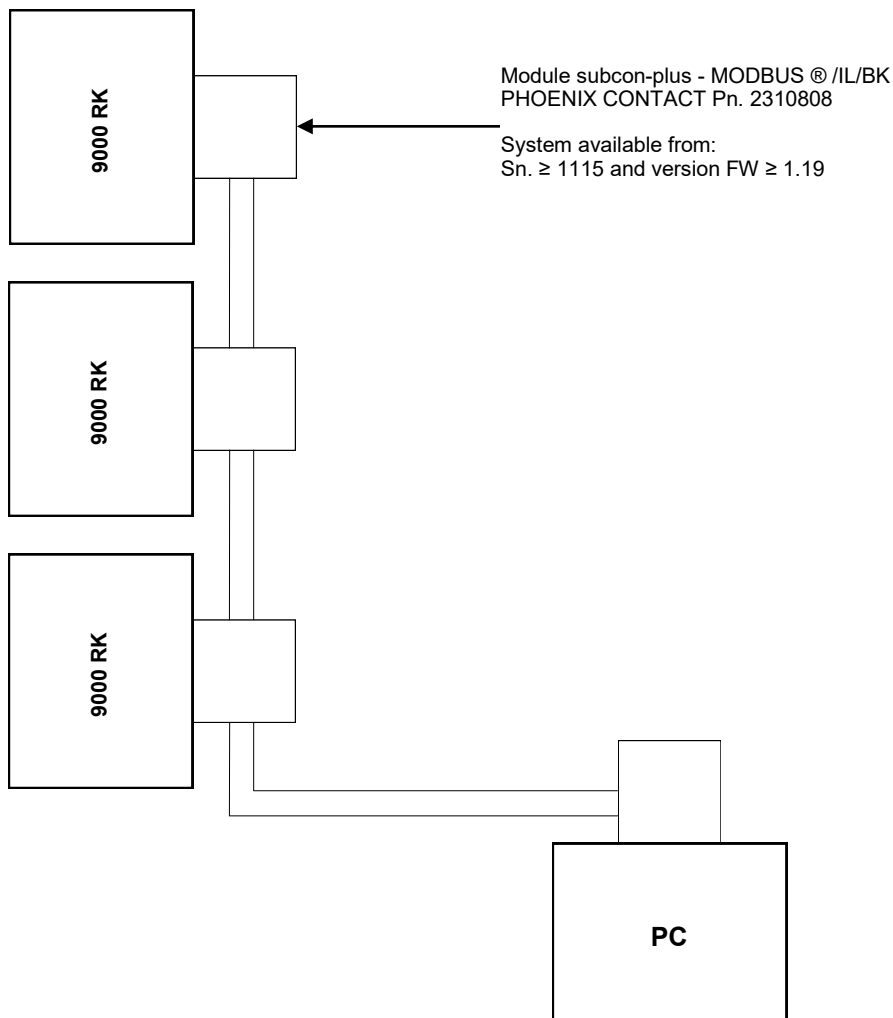 9000 RK
Module subcon-plus - MODBUS ® /IL/BK
PHOENIX CONTACT Pn. 2310808
System available from:
Sn. ≥ 1115 and version FW ≥ 1.19
9000 RK
9000 RK
PC